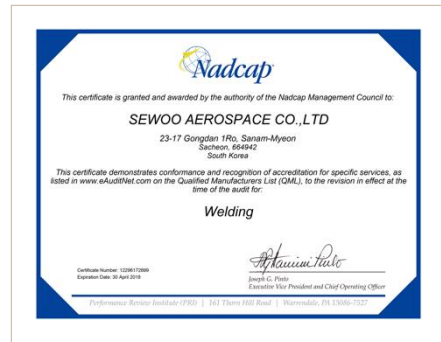 Nadcap
This certificate is granted and awarded by the authority of the Nadcap Management Council to:
SEWOO AEROSPACE CO.,LTD
23-17 Gongdan 1Ro, Sanam-Myeon
Sacheon, 664942
South Korea
This certificate demonstrates conformance and recognition of accreditation for specific services, as
listed in www.eAuditNet.com on the Qualified Manufacturers List (QML), to the revision in effect at the
time of the audit for:
Welding
Certificate Number: 12298172899
Expiration Date: 30 April 2018
Joseph G. Pinto
Executive Vice President and Chief Operating Officer
Performance Review Institute (PRI) | 161 Thorn Hill Road | Warrendale, PA 15086-7527